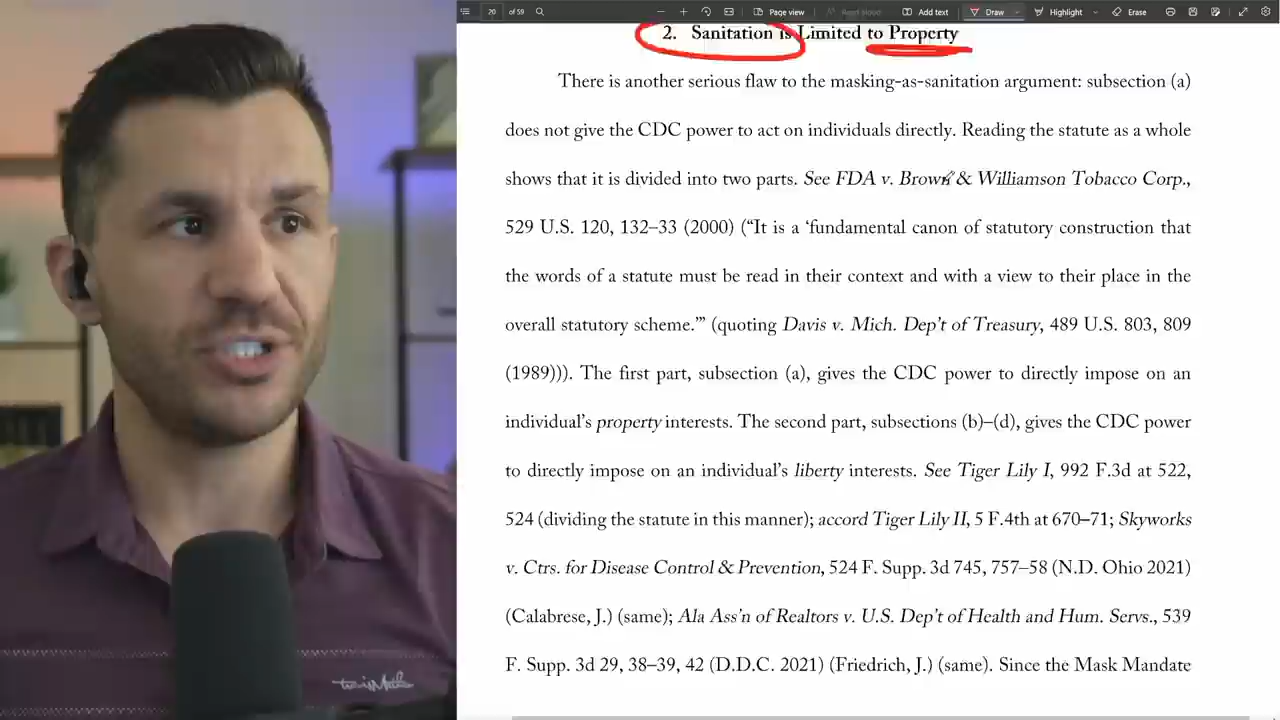 20 of 59
Page view
Read aloud
Add text
Draw
Highlight
Erase
2. Sanitation is Limited to Property
There is another serious flaw to the masking-as-sanitation argument: subsection (a)
does not give the CDC power to act on individuals directly. Reading the statute as a whole
shows that it is divided into two parts. See FDA v. Brown & Williamson Tobacco Corp.,
529 U.S. 120, 132–33 (2000) (“It is a ‘fundamental canon of statutory construction that
the words of a statute must be read in their context and with a view to their place in the
overall statutory scheme.’” (quoting Davis v. Mich. Dep’t of Treasury, 489 U.S. 803, 809
(1989))). The first part, subsection (a), gives the CDC power to directly impose on an
individual’s property interests. The second part, subsections (b)–(d), gives the CDC power
to directly impose on an individual’s liberty interests. See Tiger Lily I, 992 F.3d at 522,
524 (dividing the statute in this manner); accord Tiger Lily II, 5 F.4th at 670–71; Skyworks
v. Ctrs. for Disease Control & Prevention, 524 F. Supp. 3d 745, 757–58 (N.D. Ohio 2021)
(Calabrese, J.) (same); Ala Ass’n of Realtors v. U.S. Dep’t of Health and Hum. Servs., 539
F. Supp. 3d 29, 38–39, 42 (D.D.C. 2021) (Friedrich, J.) (same). Since the Mask Mandate
travisMathew